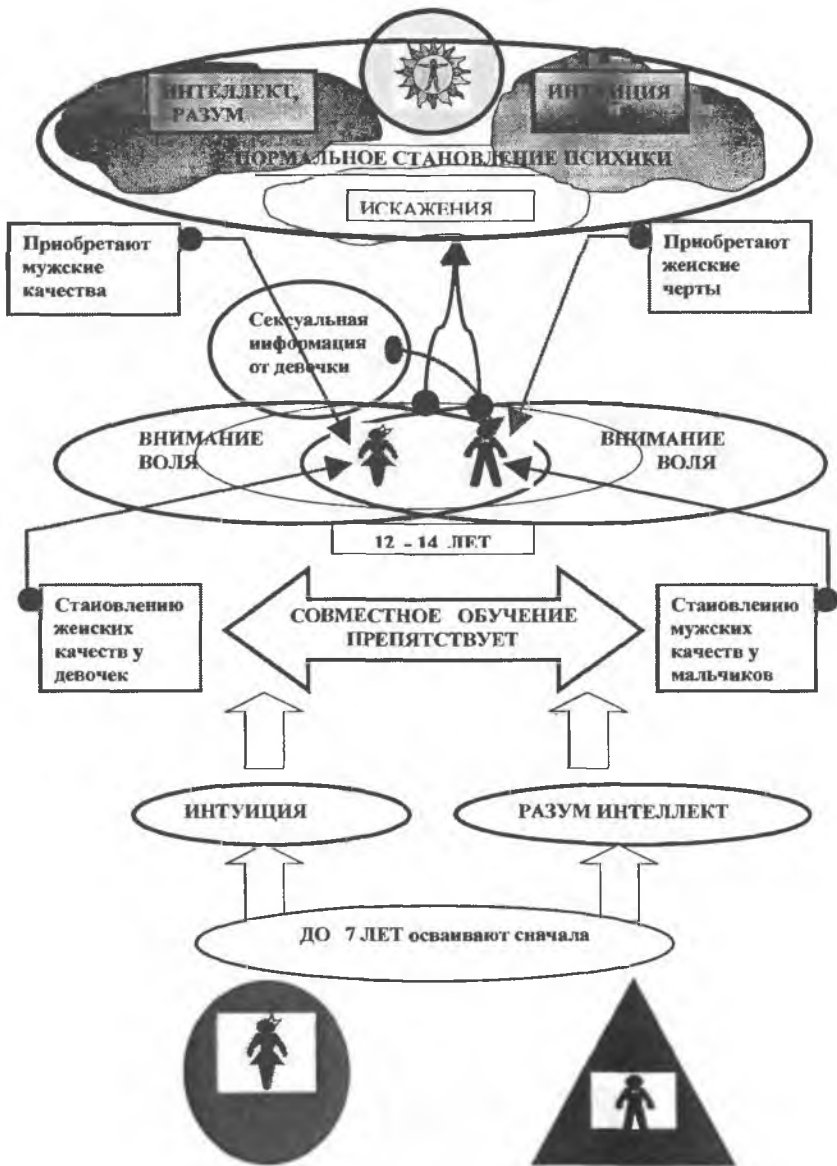 ИНТЕЛЛЕКТ,
РАЗУМ
ИНТУИЦИЯ
НОРМАЛЬНОЕ СТАНОВЛЕНИЕ ПСИХИКИ
ИСКАЖЕНИЯ
Приобретают
мужские
качества
Приобретают
женские
черты
Сексуальная
информация
от девочки
ВНИМАНИЕ
ВОЛЯ
ВНИМАНИЕ
ВОЛЯ
12 - 14 ЛЕТ
Становлению
женских
качеств у
девочек
СОВМЕСТНОЕ ОБУЧЕНИЕ
ПРЕПЯТСТВУЕТ
Становлению
мужских
качеств у
мальчиков
ИНТУИЦИЯ
РАЗУМ ИНТЕЛЛЕКТ
ДО 7 ЛЕТ осваивают сначала